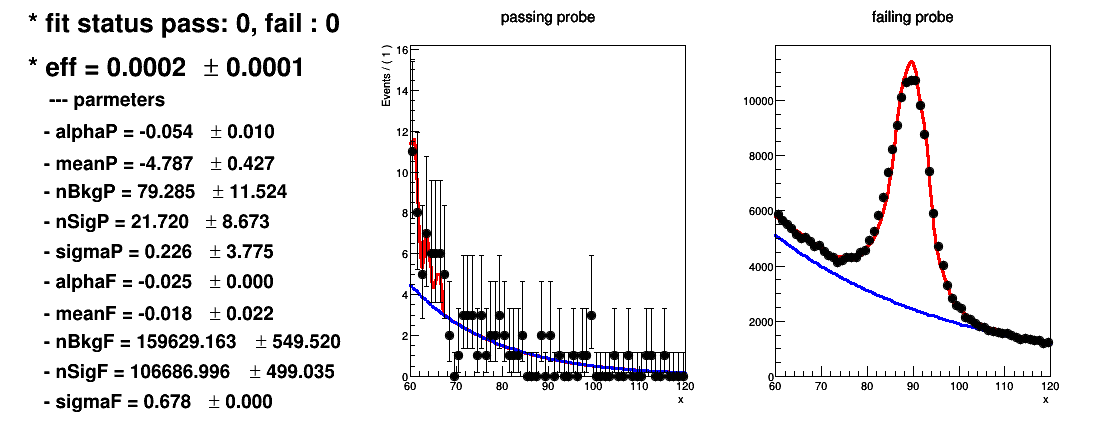 * fit status pass: 0, fail : 0
* eff = 0.0002 ± 0.0001
--- parmeters
- alphaP = -0.054 ± 0.010
- meanP = -4.787 ± 0.427
- nBkgP = 79.285 ± 11.524
- nSigP = 21.720 ± 8.673
- sigmaP = 0.226 ± 3.775
- alphaF = -0.025 ± 0.000
- meanF = -0.018 ± 0.022
- nBkgF = 159629.163 ± 549.520
- nSigF = 106686.996 ± 499.035
- sigmaF = 0.678 ± 0.000
passing probe
Events / ( 1 )
16
14
12
10
8
6
4
2
0
60 70 80 90 100 110 120
x
failing probe
10000
8000
6000
4000
2000
0
60 70 80 90 100 110 120
x